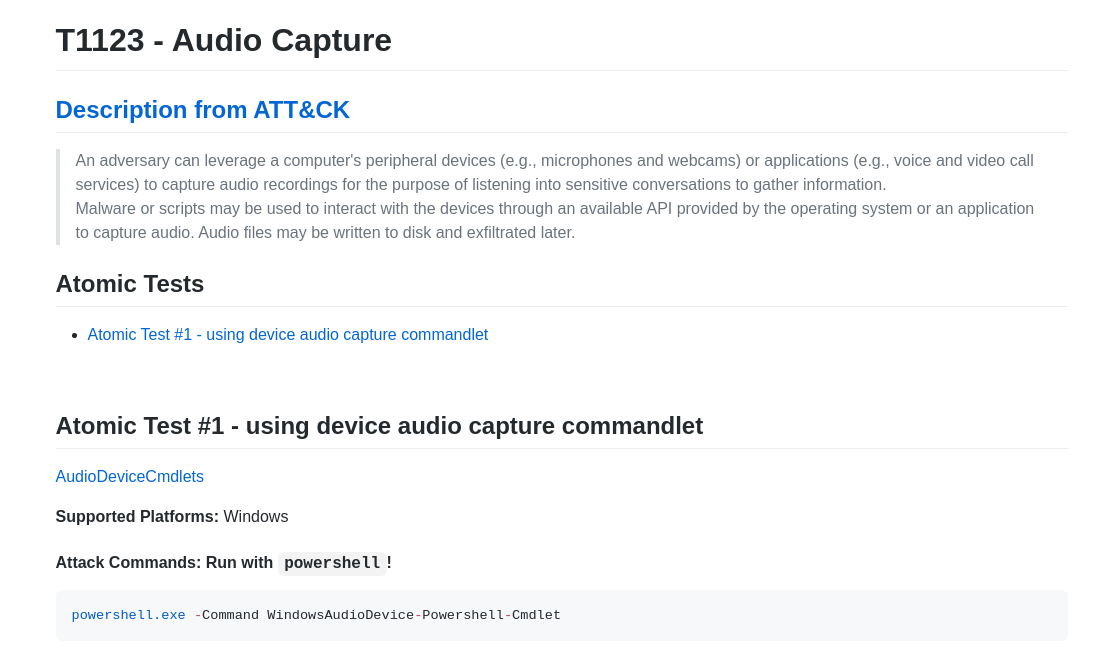 T1123 - Audio Capture
Description from ATT&CK
An adversary can leverage a computer's peripheral devices (e.g., microphones and webcams) or applications (e.g., voice and video call
services) to capture audio recordings for the purpose of listening into sensitive conversations to gather information.
Malware or scripts may be used to interact with the devices through an available API provided by the operating system or an application
to capture audio. Audio files may be written to disk and exfiltrated later.
Atomic Tests
• Atomic Test #1 - using device audio capture commandlet
Atomic Test #1 - using device audio capture commandlet
AudioDeviceCmdlets
Supported Platforms: Windows
Attack Commands: Run with powershell!
powershell.exe -Command WindowsAudioDevice-Powershell-Cmdlet